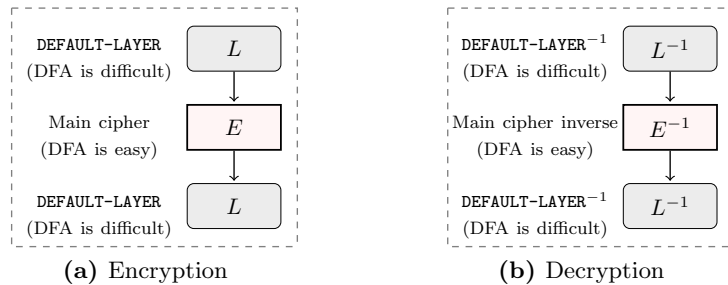 DEFAULT-LAYER
(DFA is difficult)
L
Main cipher
(DFA is easy)
E
DEFAULT-LAYER
(DFA is difficult)
L
(a) Encryption
DEFAULT-LAYER⁻¹
(DFA is difficult)
L⁻¹
Main cipher inverse
(DFA is easy)
E⁻¹
DEFAULT-LAYER⁻¹
(DFA is difficult)
L⁻¹
(b) Decryption